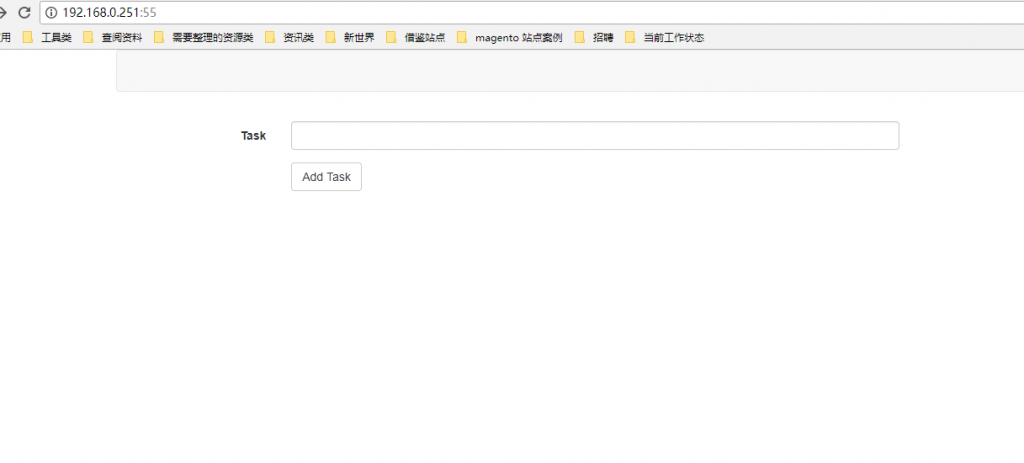 192.168.0.251:55
用 工具类 查阅资料 需要整理的资源类 资讯类 新世界 借鉴站点 magento 站点案例 招聘 当前工作状态
Task
Add Task